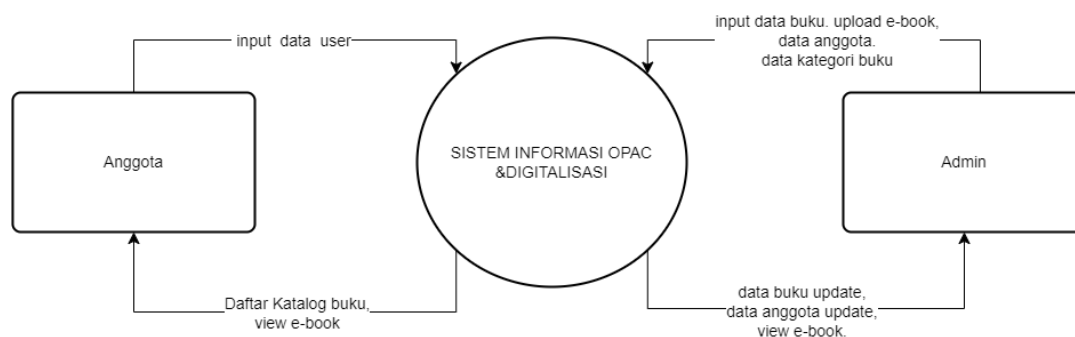 input data user
input data buku. upload e-book,
data anggota.
data kategori buku
Anggota
SISTEM INFORMASI OPAC
&DIGITALISASI
Admin
Daftar Katalog buku,
view e-book
data buku update,
data anggota update,
view e-book.